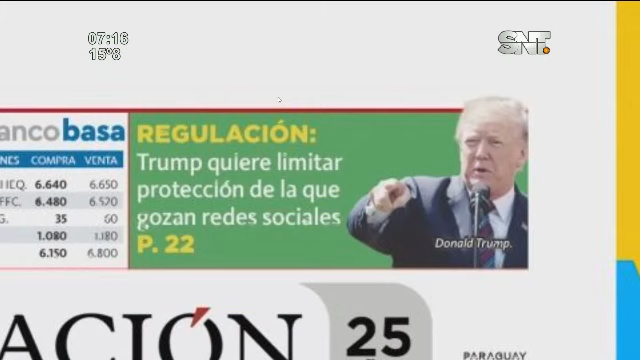 07:16
15°8
SNT.
ancobasa
NES COMPRA VENTA
HEQ. 6.640 6.650
FFC. 6.480 6.520
G. 35 60
1.080 1.180
6.150 6.800
REGULACIÓN:
Trump quiere limitar
protección de la que
gozan redes sociales
P. 22
Donald Trump.
ACIÓN
25
PARAGUAY